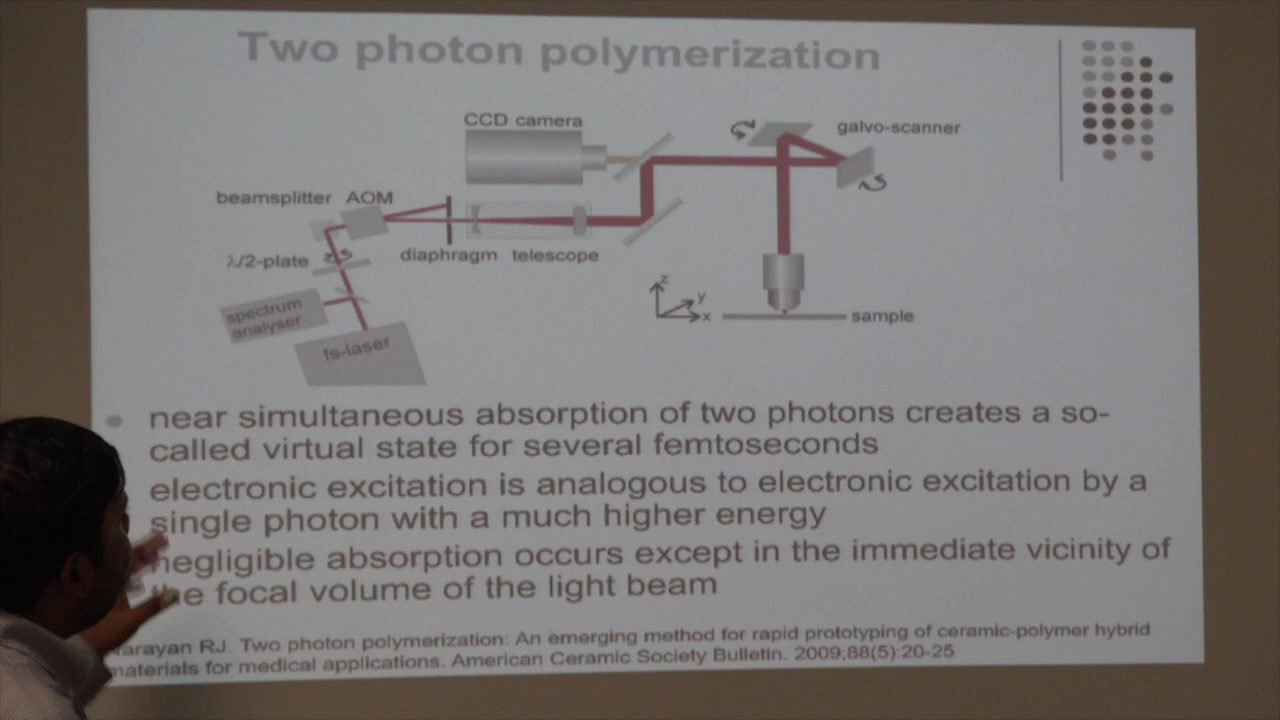 Two photon polymerization
CCD camera
galvo-scanner
beamsplitter AOM
diaphragm telescope
λ/2-plate
spectrum
analyser
fs-laser
z
y
x
sample
near simultaneous absorption of two photons creates a so-
called virtual state for several femtoseconds
electronic excitation is analogous to electronic excitation by a
single photon with a much higher energy
negligible absorption occurs except in the immediate vicinity of
the focal volume of the light beam
Narayan RJ. Two photon polymerization: An emerging method for rapid prototyping of ceramic-polymer hybrid
materials for medical applications. American Ceramic Society Bulletin. 2009;88(5):20-25